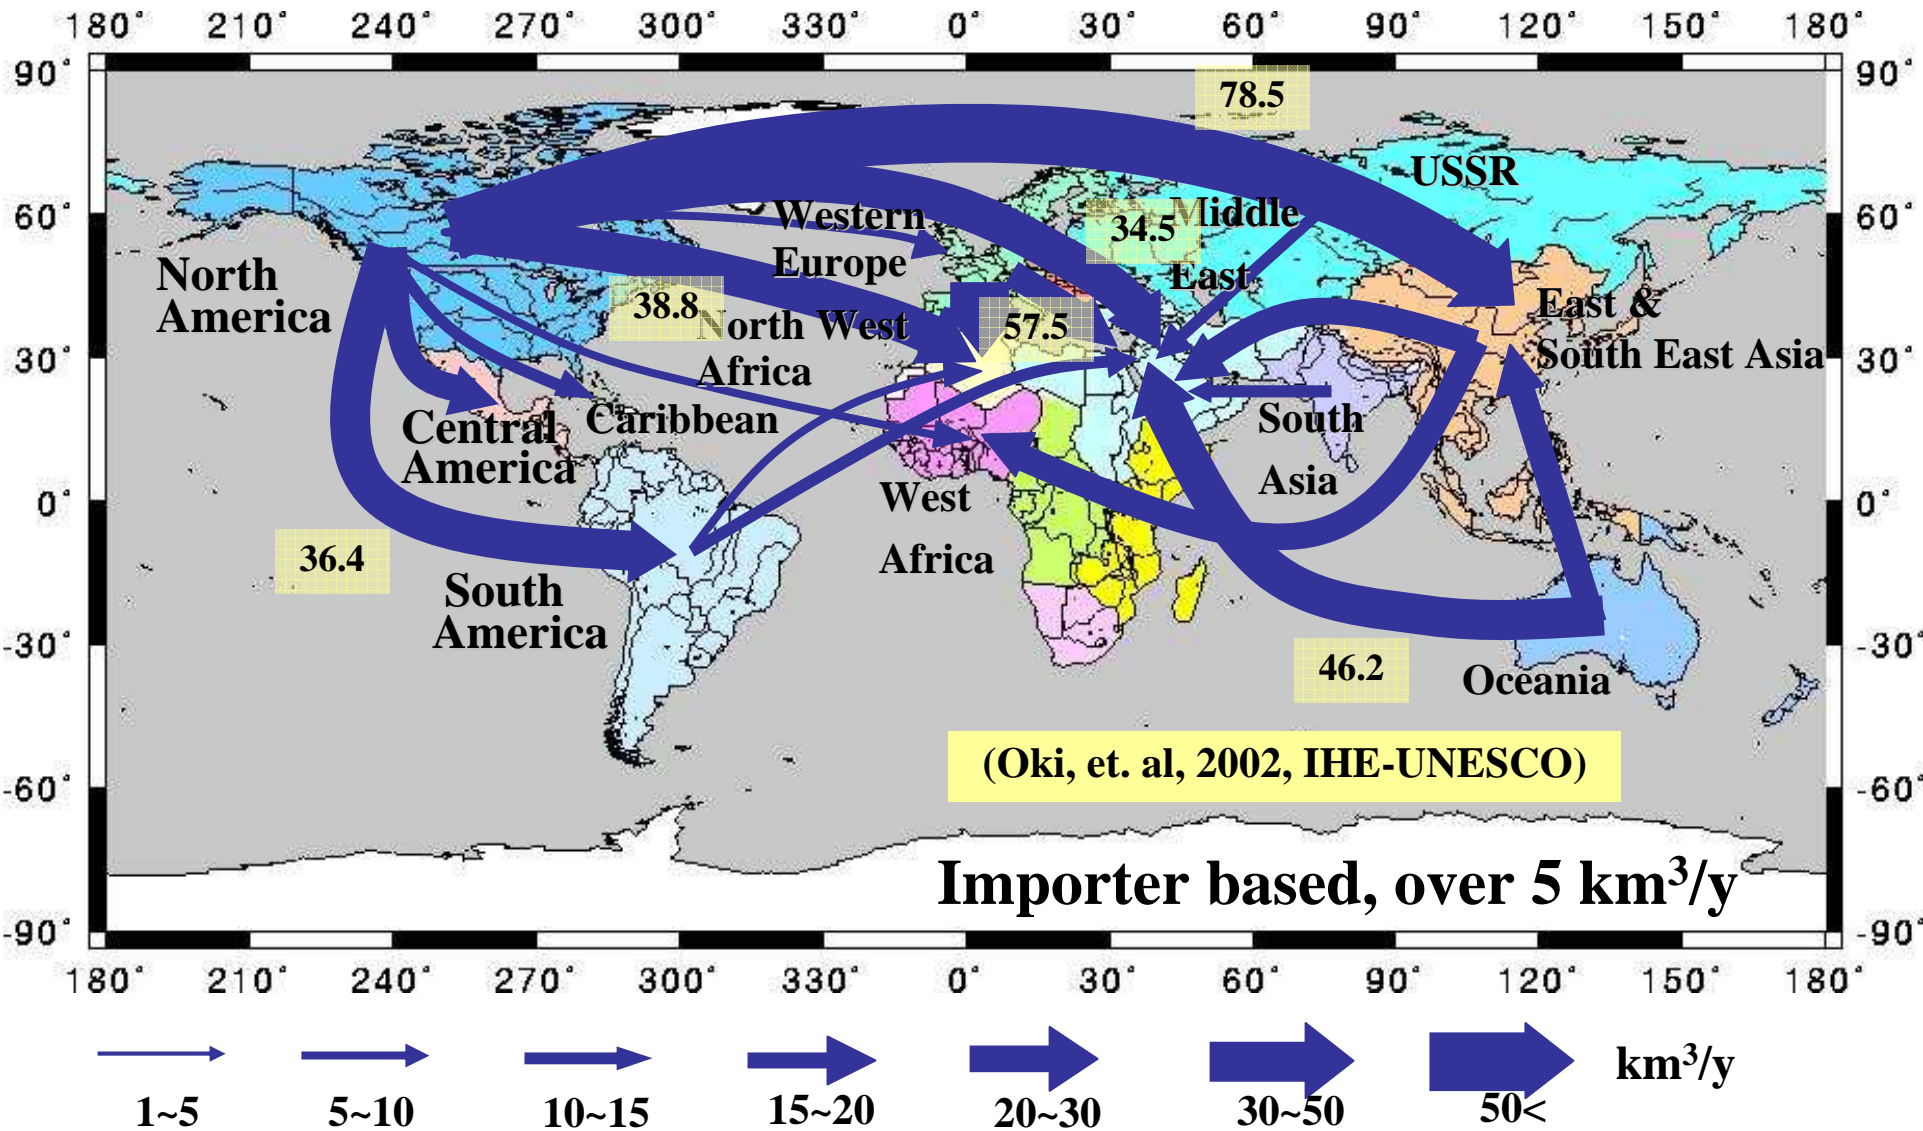 180° 210° 240° 270° 300° 330° 0° 30° 60° 90° 120° 150° 180°
90° 90°
78.5
USSR
60° 60°
Western
Europe
Middle
East
34.5
North
America
38.8
North West
Africa
57.5
East &
South East Asia
30° 30°
Central
America
Caribbean
South
Asia
West
Africa
0° 0°
36.4
South
America
-30° -30°
46.2
Oceania
(Oki, et. al, 2002, IHE-UNESCO)
-60° -60°
Importer based, over 5 km³/y
-90° -90°
180° 210° 240° 270° 300° 330° 0° 30° 60° 90° 120° 150° 180°
km³/y
1~5 5~10 10~15 15~20 20~30 30~50 50<